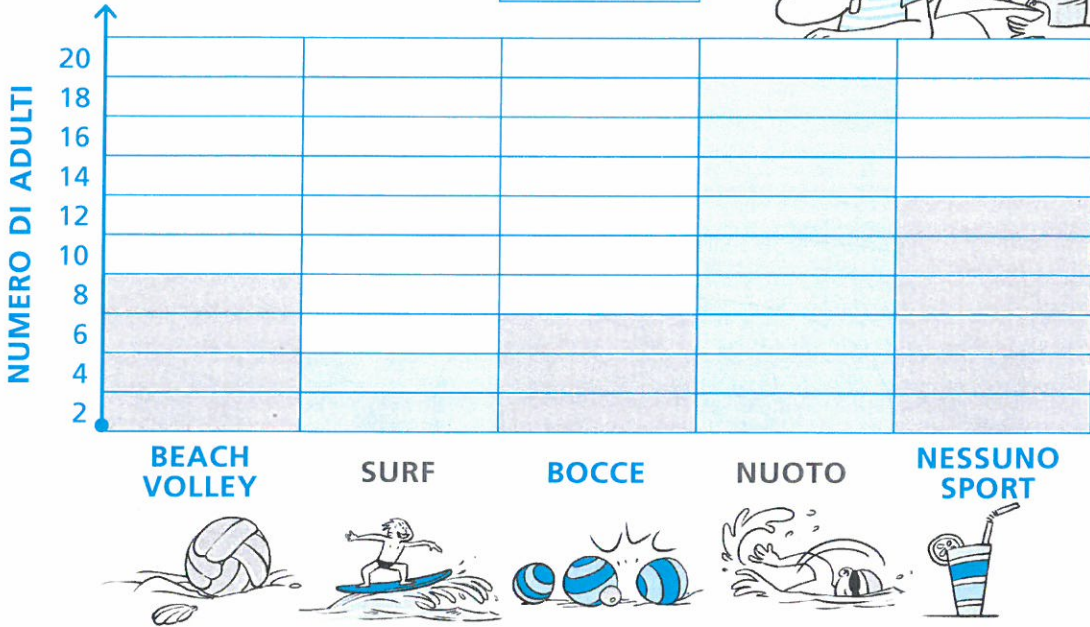 NUMERO DI ADULTI
20
18
16
14
12
10
8
6
4
2
BEACH
VOLLEY
SURF
BOCCE
NUOTO
NESSUNO
SPORT